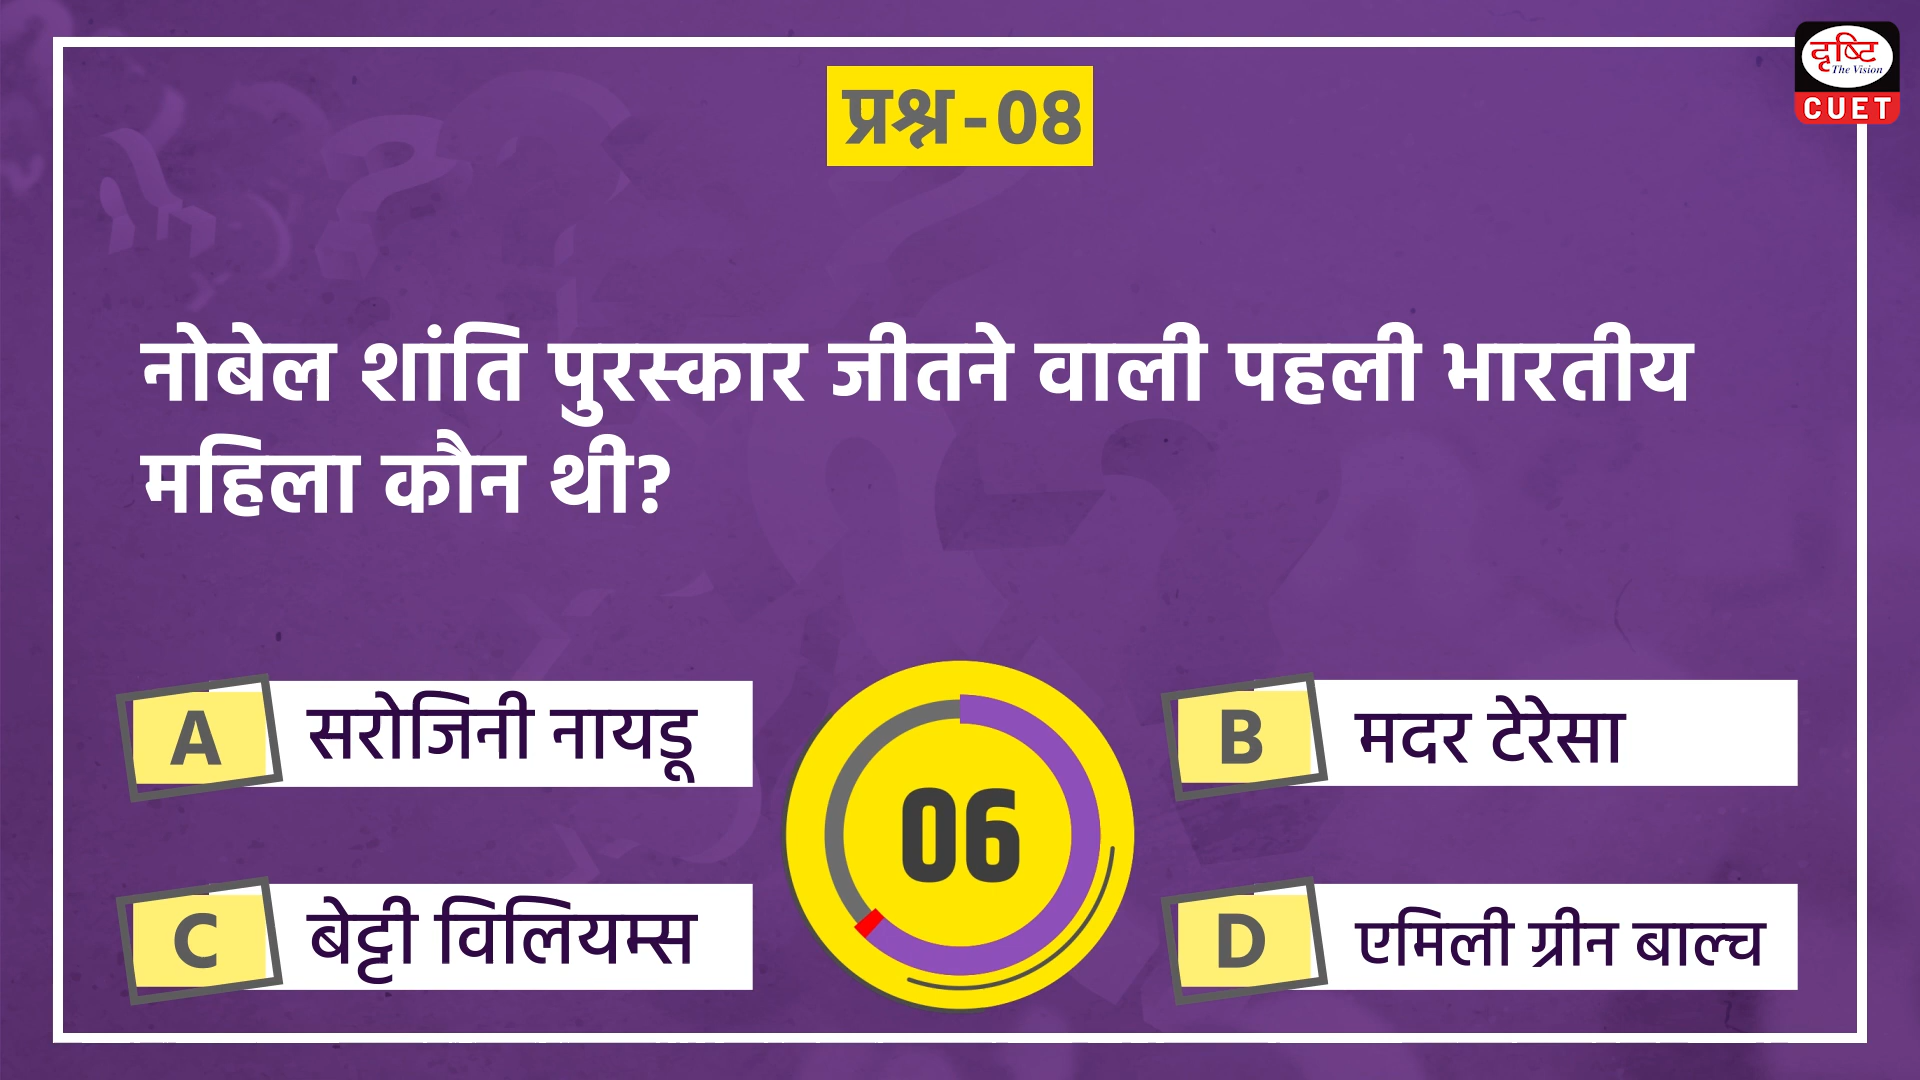 दृष्टि
The Vision
CUET
प्रश्न-08
नोबेल शांति पुरस्कार जीतने वाली पहली भारतीय
महिला कौन थी?
A सरोजिनी नायडू
B मदर टेरेसा
06
C बेट्टी विलियम्स
D एमिली ग्रीन बाल्च